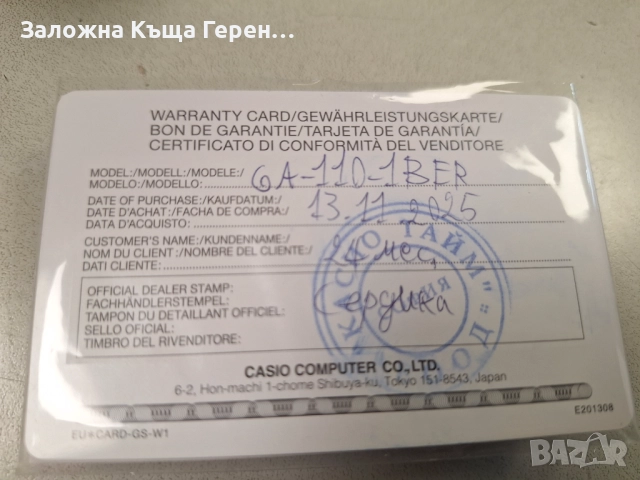 Заложна Къща Герен...
WARRANTY CARD/GEWÄHRLEISTUNGSKARTE/
BON DE GARANTIE/TARJETA DE GARANTÍA/
CERTIFICATO DI CONFORMITÀ DEL VENDITORE
MODEL:/MODELL:/MODELE:/
MODELO:/MODELLO: GA-110-1BER
DATE OF PURCHASE:/KAUFDATUM:/
DATE D'ACHAT:/FACHA DE COMPRA:/ 13.11.2025
DATA D'ACQUISTO:
CUSTOMER'S NAME:/KUNDENNAME:/
NOM DU CLIENT:/NOMBRE DEL CLIENTE:/ 24 мес.
DATI CLIENTE:
"КАСИО ТАЙМ"
OFFICIAL DEALER STAMP:
FACHHÄNDLERSTEMPEL: Сердика
TAMPON DU DETAILLANT OFFICIEL:
SELLO OFICIAL:
TIMBRO DEL RIVENDITORE:
CASIO COMPUTER CO.,LTD.
6-2, Hon-machi 1-chome Shibuya-ku, Tokyo 151-8543, Japan
E201308
EU✦CARD-GS-W1
BAZAR